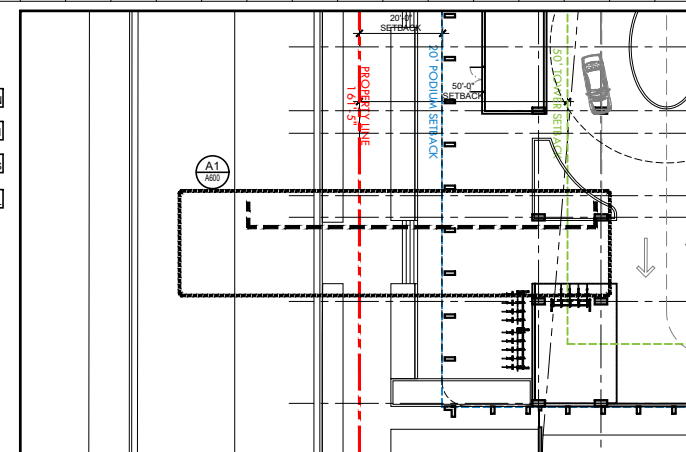 20'-0"
SETBACK
50'-0"
SETBACK
PROPERTY LINE
161'-5"
20' PODIUM SETBACK
50' TOWER SETBACK
A1
A600